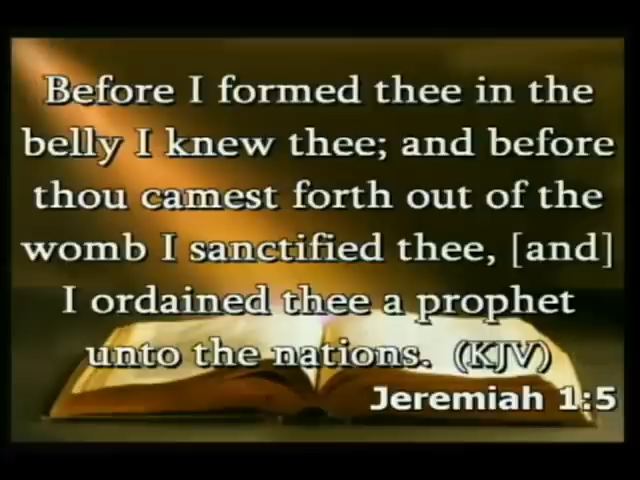 Before I formed thee in the
belly I knew thee; and before
thou camest forth out of the
womb I sanctified thee, [and]
I ordained thee a prophet
unto the nations. (KJV)
Jeremiah 1:5